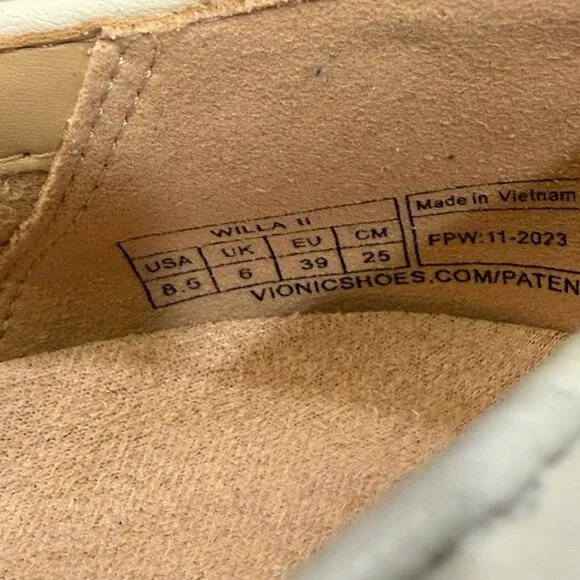 WILLA II
USA UK EU CM
8.5 6 39 25
Made in Vietnam
FPW:11-2023
VIONICSHOES.COM/PATEN